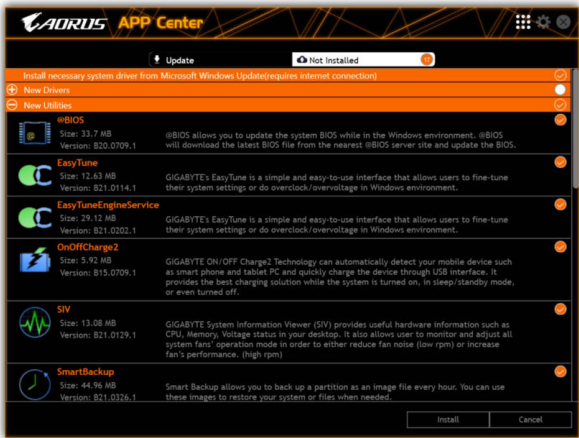 AORUS APP Center
Update
Not Installed
17
Install necessary system driver from Microsoft Windows Update(requires internet connection)
New Drivers
New Utilities
@BIOS
Size: 33.7 MB
Version: B20.0709.1
@BIOS allows you to update the system BIOS while in the Windows environment. @BIOS
will download the latest BIOS file from the nearest @BIOS server site and update the BIOS.
EasyTune
Size: 12.63 MB
Version: B21.0114.1
GIGABYTE's EasyTune is a simple and easy-to-use interface that allows users to fine-tune
their system settings or do overclock/overvoltage in Windows environment.
EasyTuneEngineService
Size: 29.12 MB
Version: B21.0202.1
GIGABYTE's EasyTune is a simple and easy-to-use interface that allows users to fine-tune
their system settings or do overclock/overvoltage in Windows environment.
OnOffCharge2
Size: 5.92 MB
Version: B15.0709.1
GIGABYTE ON/OFF Charge2 Technology can automatically detect your mobile device such
as smart phone and tablet PC and quickly charge the device through USB interface. It
provides the best charging solution while the system is turned on, in sleep/standby mode,
or even turned off.
SIV
Size: 13.08 MB
Version: B21.0129.1
GIGABYTE System Information Viewer (SIV) provides useful hardware information such as
CPU, Memory, Voltage status in your desktop. It also allows user to monitor and adjust all
system fans' operation mode in order to either reduce fan noise (low rpm) or increase
fan's performance. (high rpm)
SmartBackup
Size: 44.96 MB
Version: B21.0326.1
Smart Backup allows you to back up a partition as an image file every hour. You can use
these images to restore your system or files when needed.
Install
Cancel